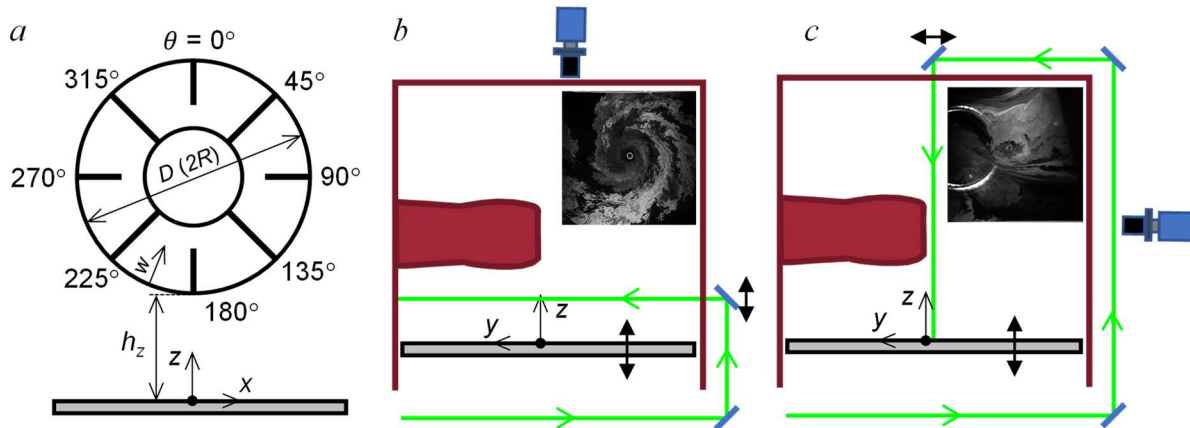 a
θ = 0°
45°
90°
135°
180°
225°
270°
315°
D (2R)
w
h_z
z
x
b
z
y
c
z
y